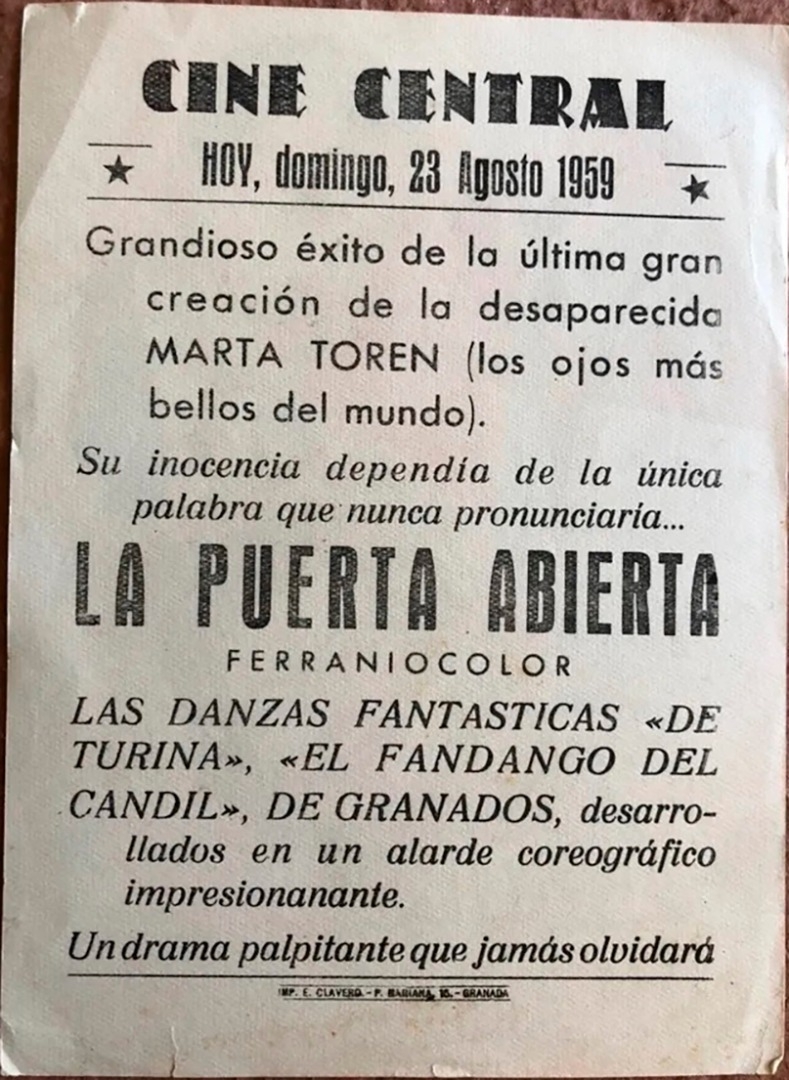 CINE CENTRAL
HOY, domingo, 23 Agosto 1959
Grandioso éxito de la última gran
creación de la desaparecida
MARTA TOREN (los ojos más
bellos del mundo).
Su inocencia dependía de la única
palabra que nunca pronunciaría...
LA PUERTA ABIERTA
FERRANIOCOLOR
LAS DANZAS FANTASTICAS «DE
TURINA», «EL FANDANGO DEL
CANDIL», DE GRANADOS, desarro-
llados en un alarde coreográfico
impresionanante.
Un drama palpitante que jamás olvidará
IMP. E. CLAVERO.-P. MARIANA, 15.-GRANADA